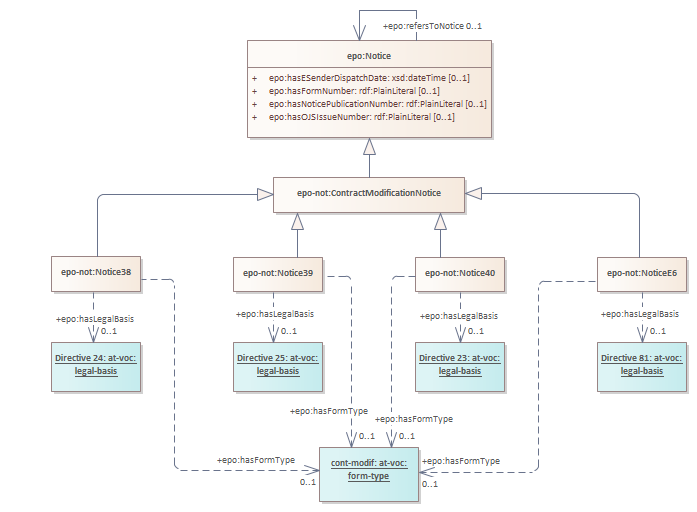 +epo:refersToNotice 0..1
epo:Notice
+ epo:hasESenderDispatchDate: xsd:dateTime [0..1]
+ epo:hasFormNumber: rdf:PlainLiteral [0..1]
+ epo:hasNoticePublicationNumber: rdf:PlainLiteral [0..1]
+ epo:hasOJSIssueNumber: rdf:PlainLiteral [0..1]
epo-not:ContractModificationNotice
epo-not:Notice38
epo-not:Notice39
epo-not:Notice40
epo-not:NoticeE6
+epo:hasLegalBasis
0..1
+epo:hasLegalBasis
0..1
+epo:hasLegalBasis
0..1
+epo:hasLegalBasis
0..1
Directive 24: at-voc:
legal-basis
Directive 25: at-voc:
legal-basis
Directive 23: at-voc:
legal-basis
Directive 81: at-voc:
legal-basis
+epo:hasFormType
0..1
+epo:hasFormType
0..1
+epo:hasFormType
0..1
+epo:hasFormType
0..1
cont-modif: at-voc:
form-type